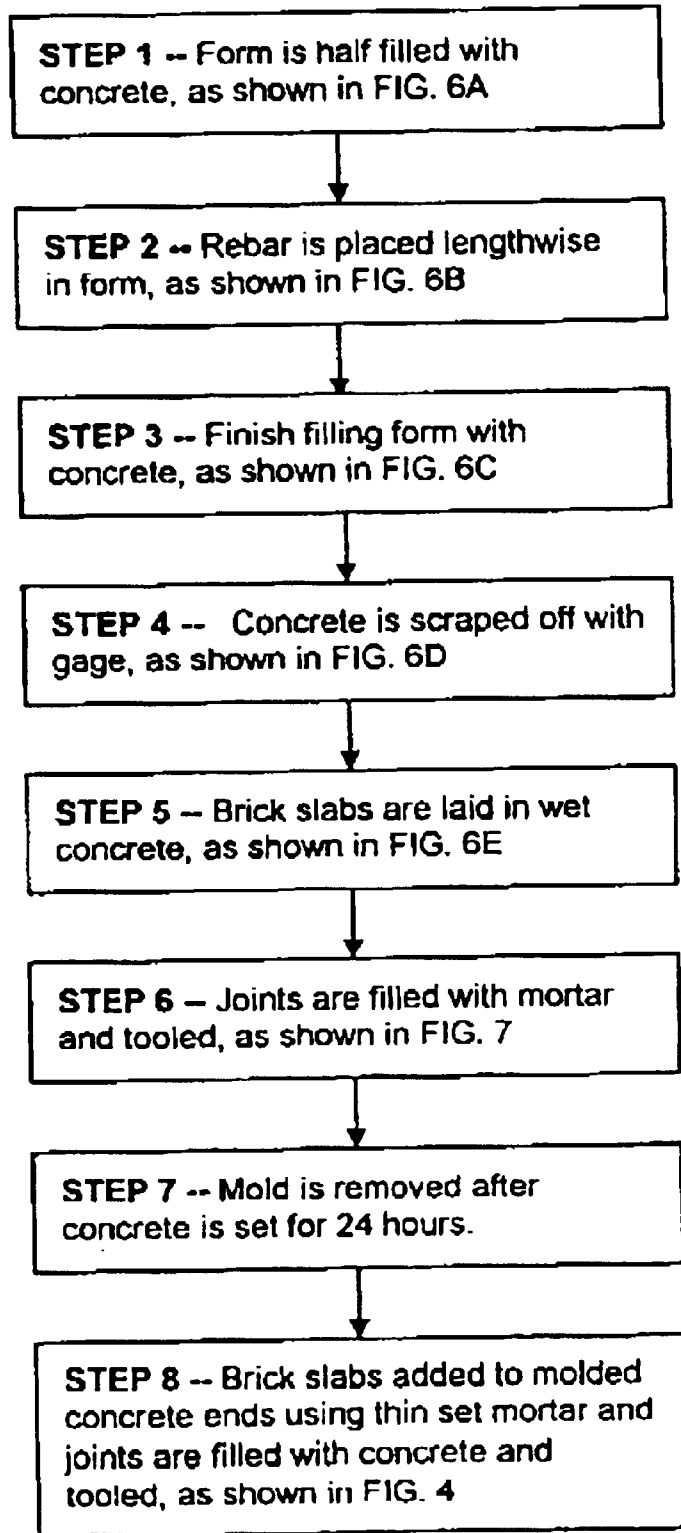 STEP 1 -- Form is half filled with
concrete, as shown in FIG. 6A
STEP 2 -- Rebar is placed lengthwise
in form, as shown in FIG. 6B
STEP 3 -- Finish filling form with
concrete, as shown in FIG. 6C
STEP 4 -- Concrete is scraped off with
gage, as shown in FIG. 6D
STEP 5 -- Brick slabs are laid in wet
concrete, as shown in FIG. 6E
STEP 6 -- Joints are filled with mortar
and tooled, as shown in FIG. 7
STEP 7 -- Mold is removed after
concrete is set for 24 hours.
STEP 8 -- Brick slabs added to molded
concrete ends using thin set mortar and
joints are filled with concrete and
tooled, as shown in FIG. 4